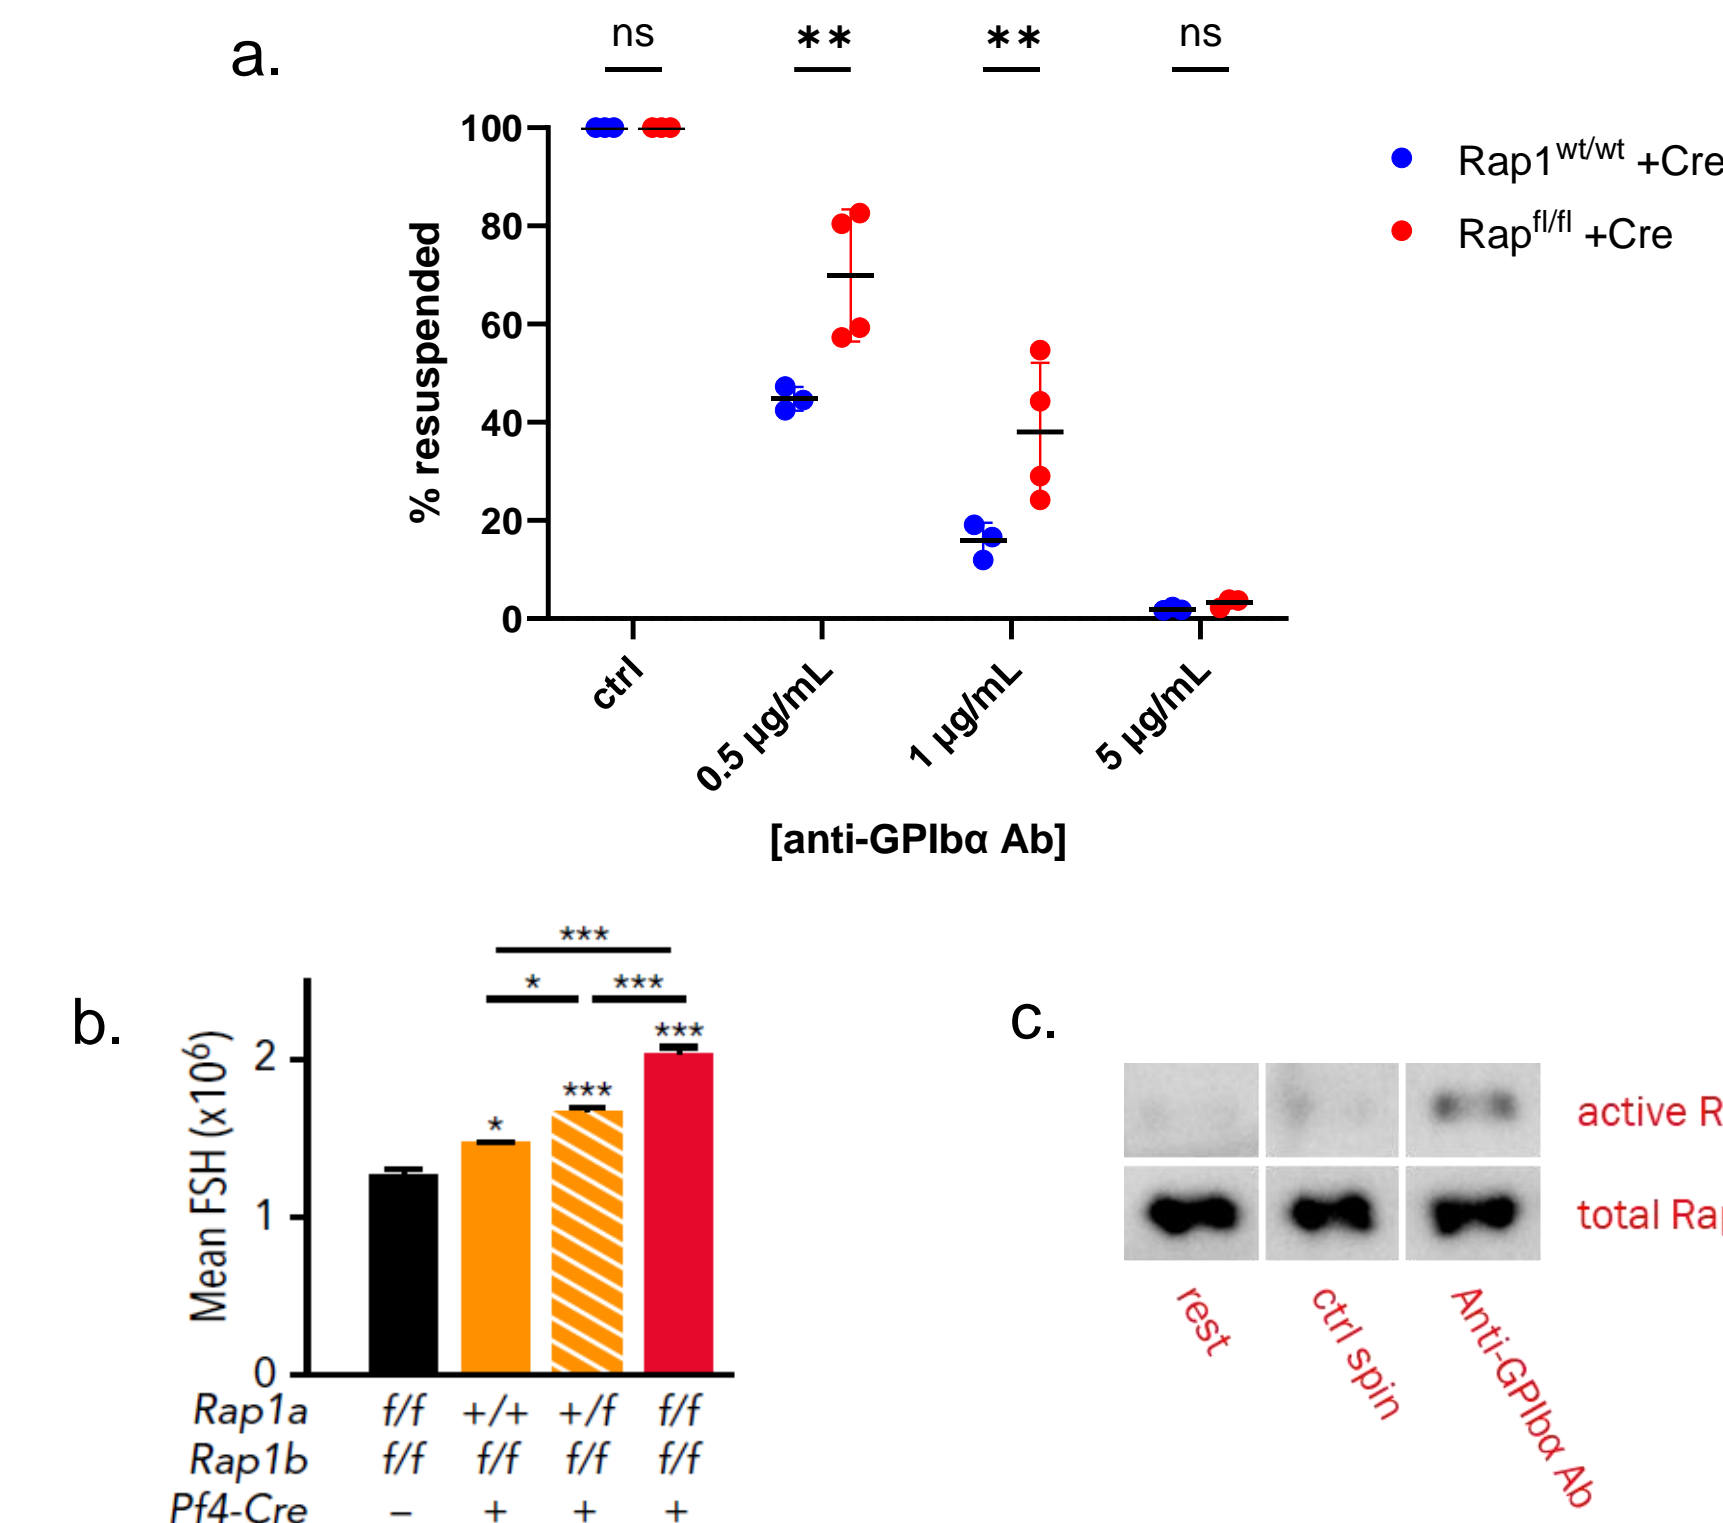 a.
ns ** ** ns
100
80
60
40
20
0
% resuspended
Rap1wt/wt +Cre
Rapfl/fl +Cre
ctrl
0.5 µg/mL
1 µg/mL
5 µg/mL
[anti-GPIbα Ab]
b.
***
* ***
***
***
*
Mean FSH (x10⁶)
2
1
0
Rap1a f/f +/+ +/f f/f
Rap1b f/f f/f f/f f/f
Pf4-Cre – + + +
c.
active R
total Ra
rest
ctrl spin
Anti-GPIbα Ab